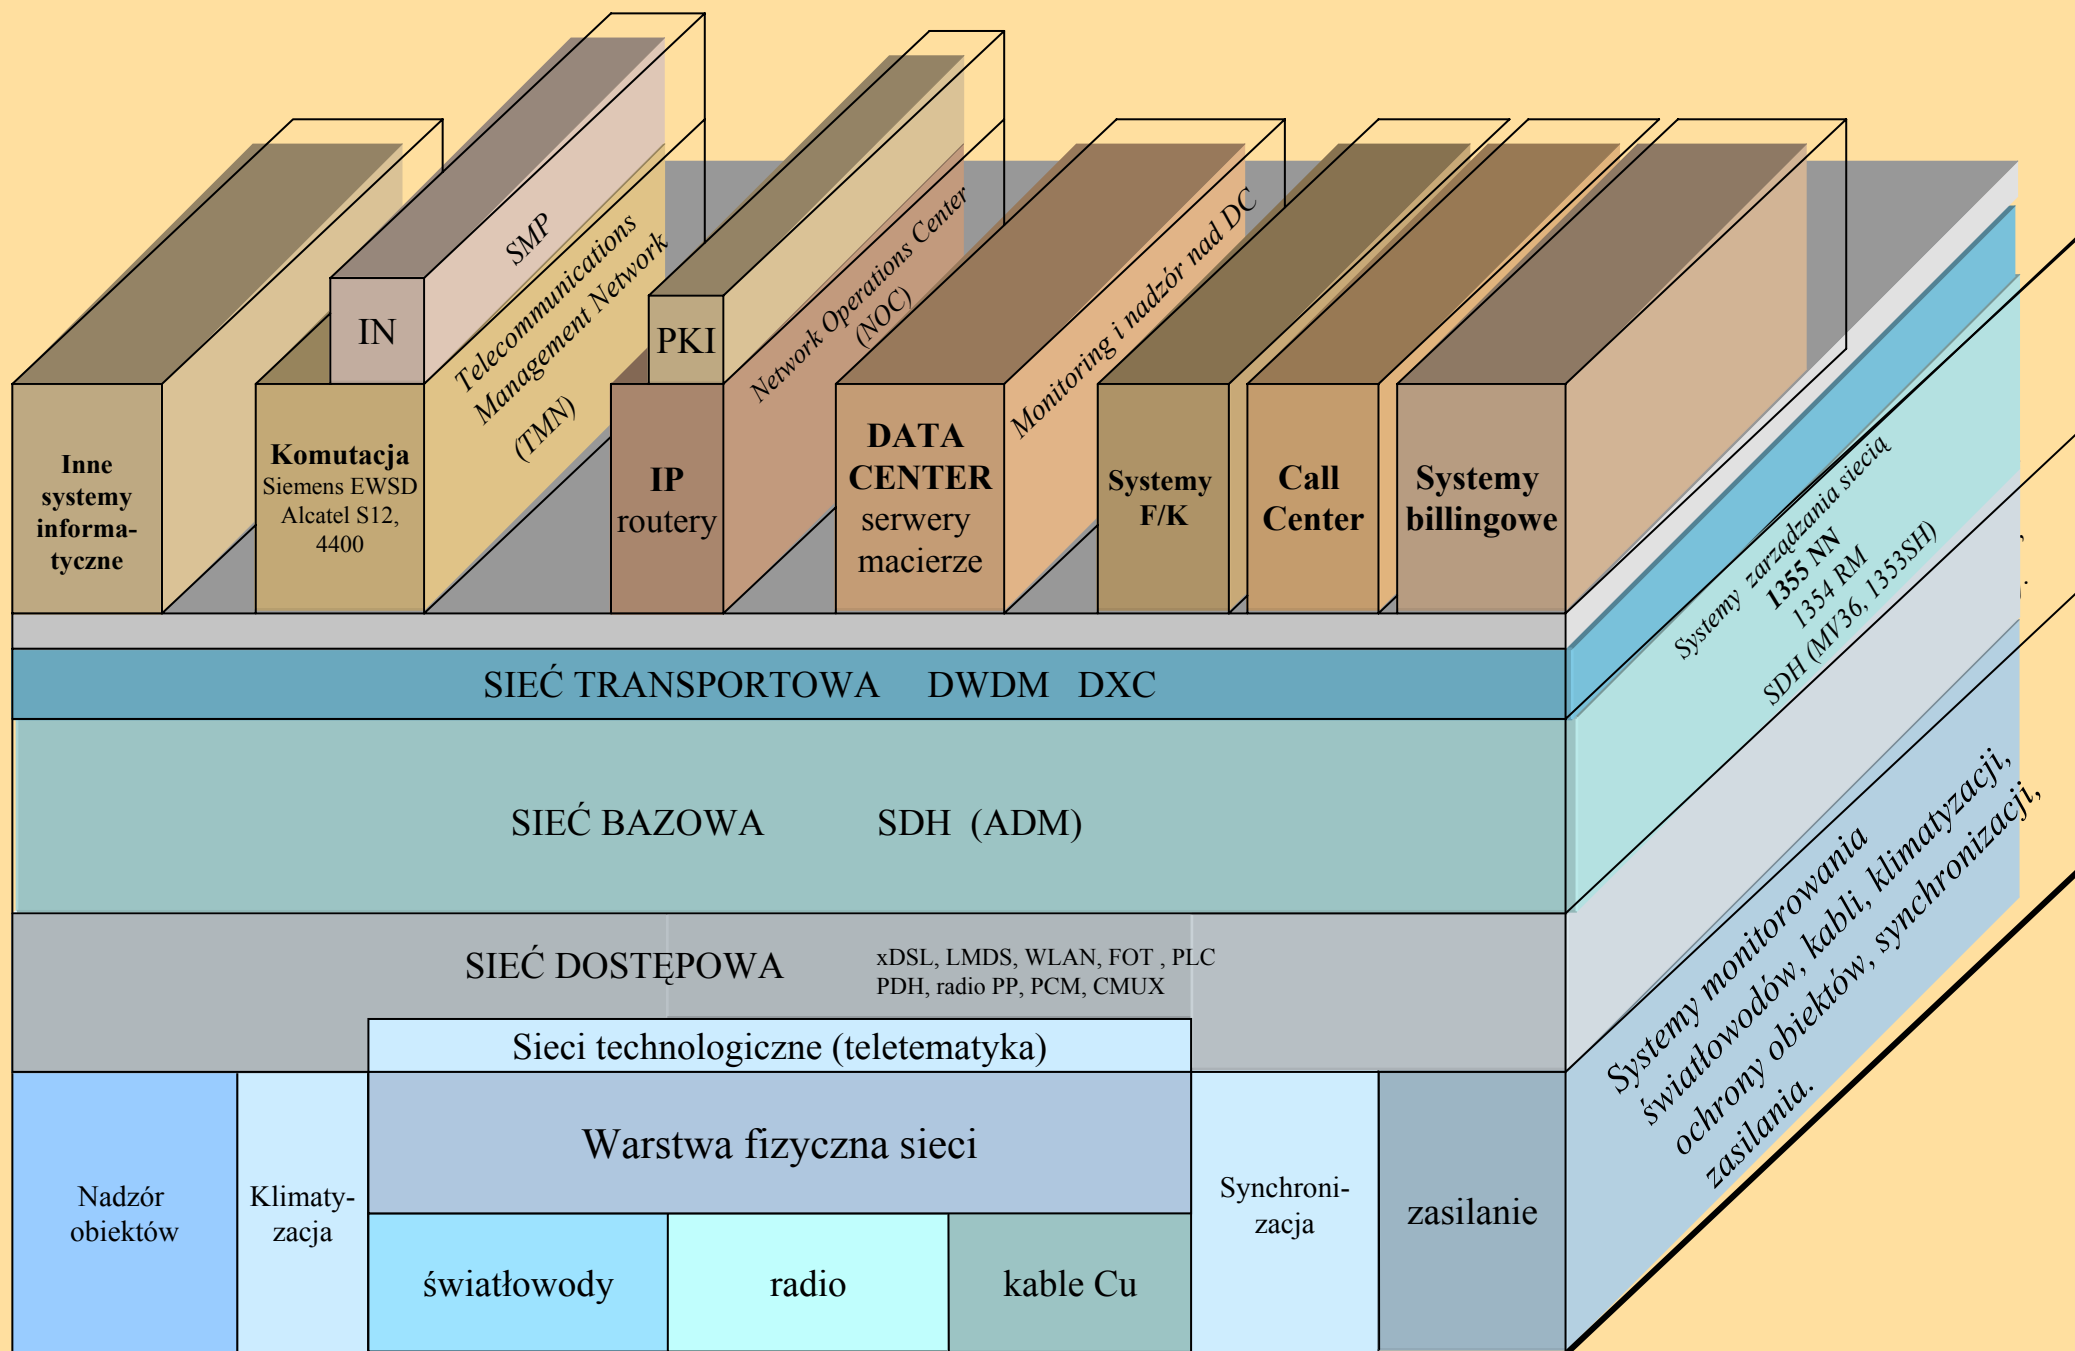 SMP
Telecommunications
Management Network
(TMN)
Network Operations Center
(NOC)
Monitoring i nadzór nad DC
IN
PKI
Inne
systemy
informa-
tyczne
Komutacja
Siemens EWSD
Alcatel S12,
4400
IP
routery
DATA
CENTER
serwery
macierze
Systemy
F/K
Call
Center
Systemy
billingowe
Systemy zarządzania siecią
1355 NN
1354 RM
SDH (MV36, 1353SH)
SIEĆ TRANSPORTOWA DWDM DXC
SIEĆ BAZOWA SDH (ADM)
SIEĆ DOSTĘPOWA
xDSL, LMDS, WLAN, FOT , PLC
PDH, radio PP, PCM, CMUX
Sieci technologiczne (teletematyka)
Systemy monitorowania
światłowodów, kabli, klimatyzacji,
ochrony obiektów, synchronizacji,
zasilania.
Warstwa fizyczna sieci
Nadzór
obiektów
Klimaty-
zacja
światłowody
radio
kable Cu
Synchroni-
zacja
zasilanie